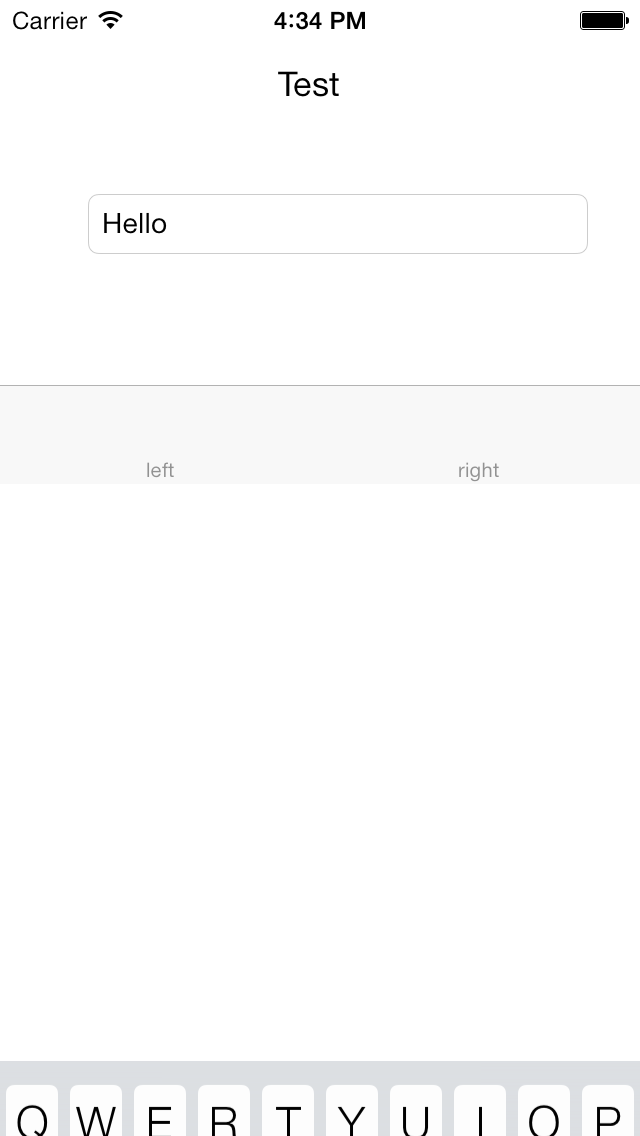 Carrier 4:34 PM
Test
Hello
left right
Q W E R T Y U I O P